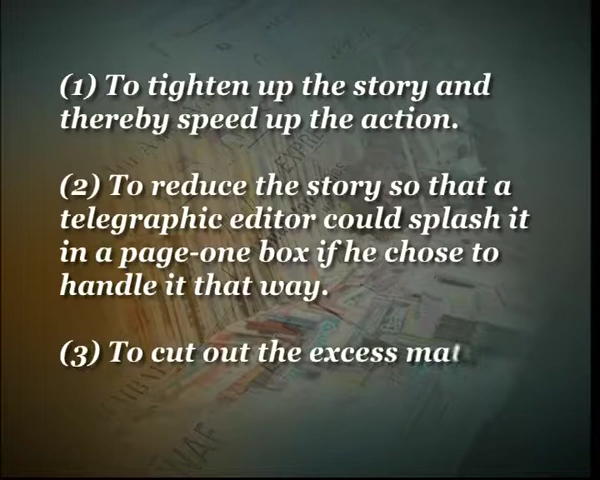 (1) To tighten up the story and
thereby speed up the action.
(2) To reduce the story so that a
telegraphic editor could splash it
in a page-one box if he chose to
handle it that way.
(3) To cut out the excess mat